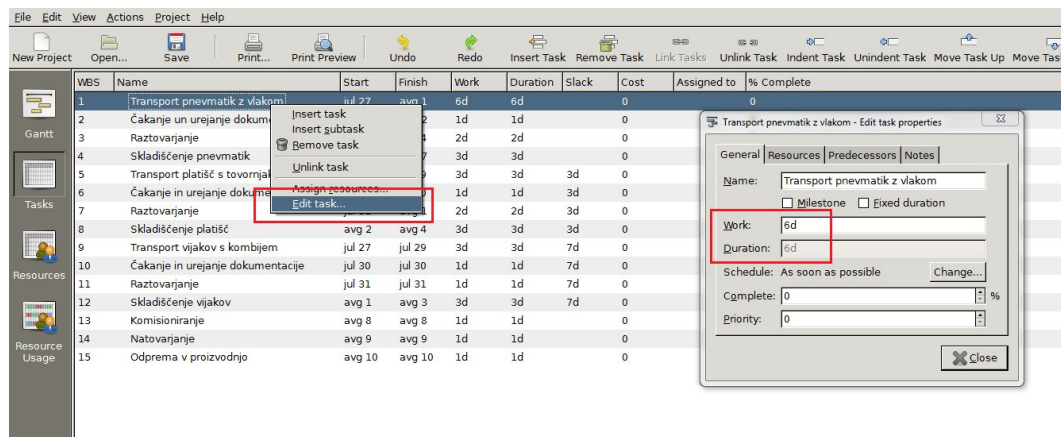 File Edit View Actions Project Help
New Project Open... Save Print... Print Preview Undo Redo Insert Task Remove Task Link Tasks Unlink Task Indent Task Unindent Task Move Task Up Move Tas
WBS Name Start Finish Work Duration Slack Cost Assigned to % Complete
1 Transport pnevmatik z vlakom jul 27 avg 1 6d 6d 0 0
2 Čakanje un urejanje dokum 2 1d 1d 0
3 Raztovarjanje 2d 2d 0
4 Skladiščenje pnevmatik 3d 3d 0
5 Transport platišč s tovornjak 3d 3d 3d 0
6 Čakanje in urejanje dokume 1d 1d 3d 0
7 Raztovarjanje 2d 2d 3d 0
8 Skladiščenje platišč avg 2 avg 4 3d 3d 3d 0
9 Transport vijakov s kombijem jul 27 jul 29 3d 3d 7d 0
10 Čakanje in urejanje dokumentacije jul 30 jul 30 1d 1d 7d 0
11 Raztovarjanje jul 31 jul 31 1d 1d 7d 0
12 Skladiščenje vijakov avg 1 avg 3 3d 3d 7d 0
13 Komisioniranje avg 8 avg 8 1d 1d 0
14 Natovarjanje avg 9 avg 9 1d 1d 0
15 Odprema v proizvodnjo avg 10 avg 10 1d 1d 0
Gantt
Tasks
Resources
Resource
Usage
Insert task
Insert subtask
Remove task
Unlink task
Assign resources...
Edit task...
Transport pnevmatik z vlakom - Edit task properties
General Resources Predecessors Notes
Name: Transport pnevmatik z vlakom
Milestone Fixed duration
Work: 6d
Duration: 6d
Schedule: As soon as possible Change...
Complete: 0 %
Priority: 0
Close